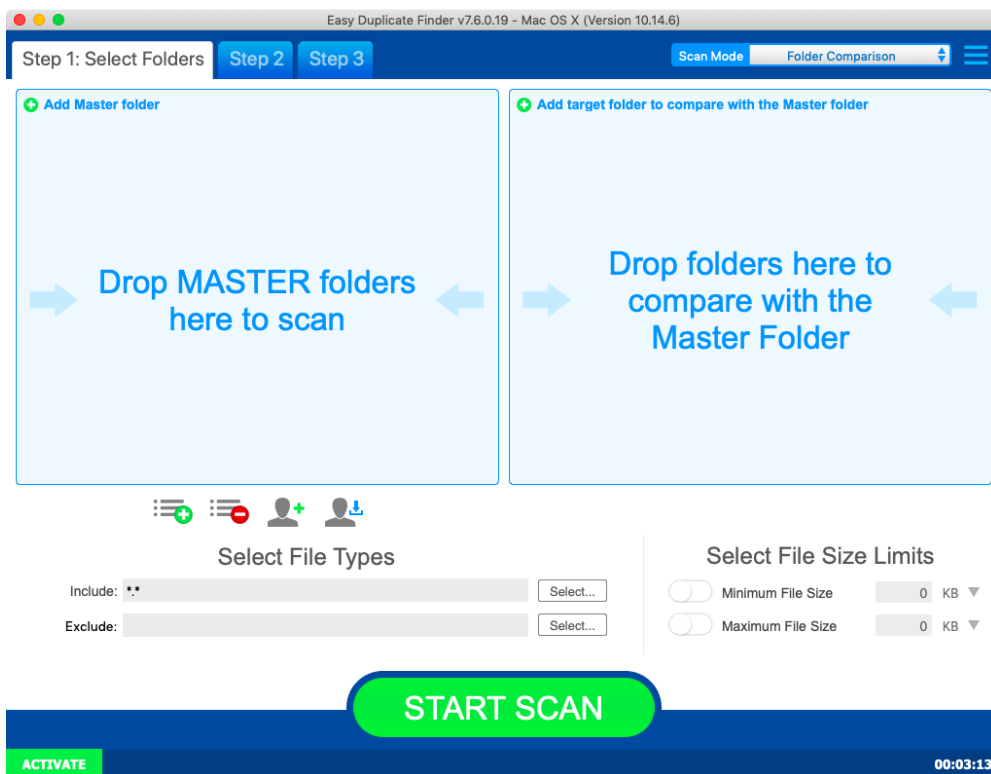 Easy Duplicate Finder v7.6.0.19 - Mac OS X (Version 10.14.6)
Step 1: Select Folders Step 2 Step 3
Scan Mode Folder Comparison
Add Master folder
Add target folder to compare with the Master folder
Drop MASTER folders
here to scan
Drop folders here to
compare with the
Master Folder
Select File Types
Include: *.* Select...
Exclude: Select...
Select File Size Limits
Minimum File Size 0 KB
Maximum File Size 0 KB
START SCAN
ACTIVATE
00:03:13